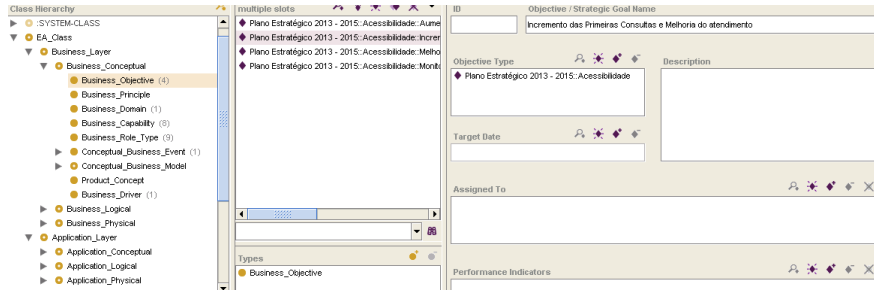 Class Hierarchy
:SYSTEM-CLASS
EA_Class
Business_Layer
Business_Conceptual
Business_Objective (4)
Business_Principle
Business_Domain (1)
Business_Capability (8)
Business_Role_Type (9)
Conceptual_Business_Event (1)
Conceptual_Business_Model
Product_Concept
Business_Driver (1)
Business_Logical
Business_Physical
Application_Layer
Application_Conceptual
Application_Logical
Application_Physical
multiple slots
Plano Estratégico 2013 - 2015::Acessibilidade::Aume
Plano Estratégico 2013 - 2015::Acessibilidade::Increr
Plano Estratégico 2013 - 2015::Acessibilidade::Melho
Plano Estratégico 2013 - 2015::Acessibilidade::Monit
Types
Business_Objective
ID
Objective / Strategic Goal Name
Incremento das Primeiras Consultas e Melhoria do atendimento
Objective Type
Plano Estratégico 2013 - 2015::Acessibilidade
Description
Target Date
Assigned To
Performance Indicators